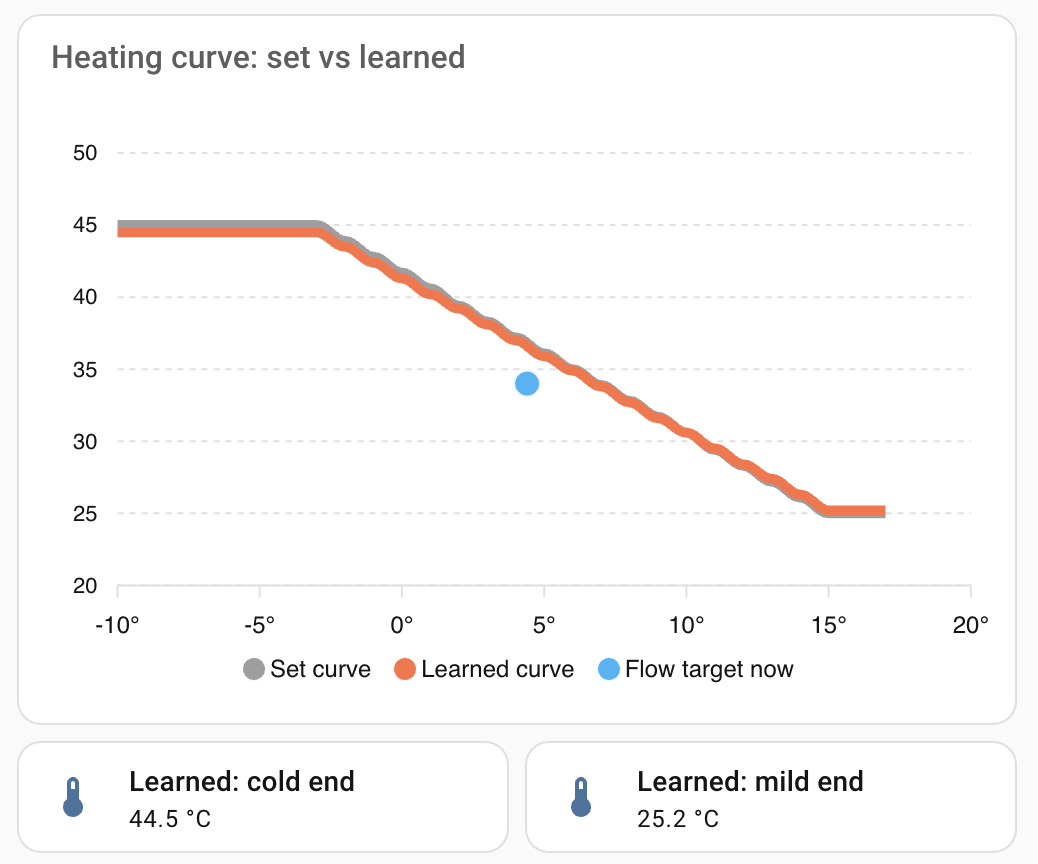 Heating curve: set vs learned
50
45
40
35
30
25
20
-10° -5° 0° 5° 10° 15° 20°
Set curve Learned curve Flow target now
Learned: cold end
44.5 °C
Learned: mild end
25.2 °C